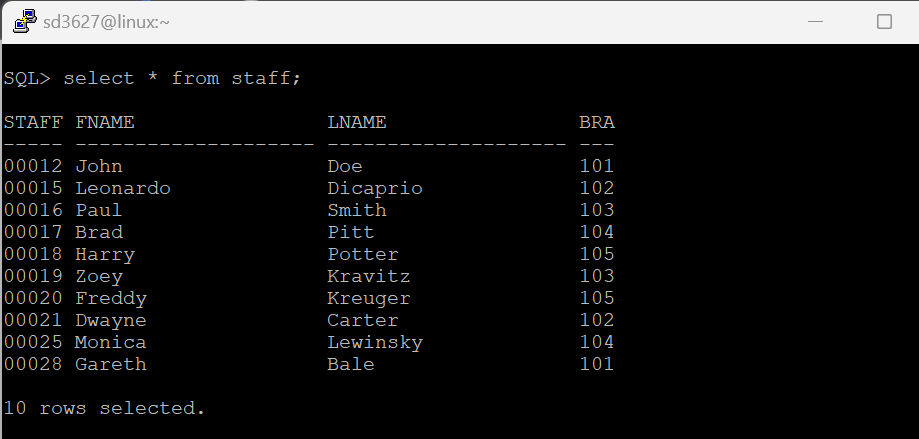 sd3627@linux:~
SQL> select * from staff;
STAFF FNAME                LNAME                BRA
----- -------------------- -------------------- ---
00012 John                 Doe                  101
00015 Leonardo             Dicaprio             102
00016 Paul                 Smith                103
00017 Brad                 Pitt                 104
00018 Harry                Potter               105
00019 Zoey                 Kravitz              103
00020 Freddy               Kreuger              105
00021 Dwayne               Carter               102
00025 Monica               Lewinsky             104
00028 Gareth               Bale                 101
10 rows selected.